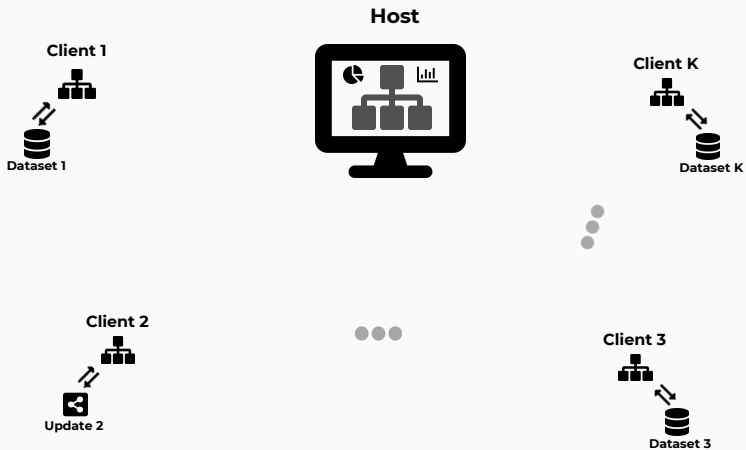 Host
Client 1
Dataset 1
Client K
Dataset K
Client 2
Update 2
Client 3
Dataset 3